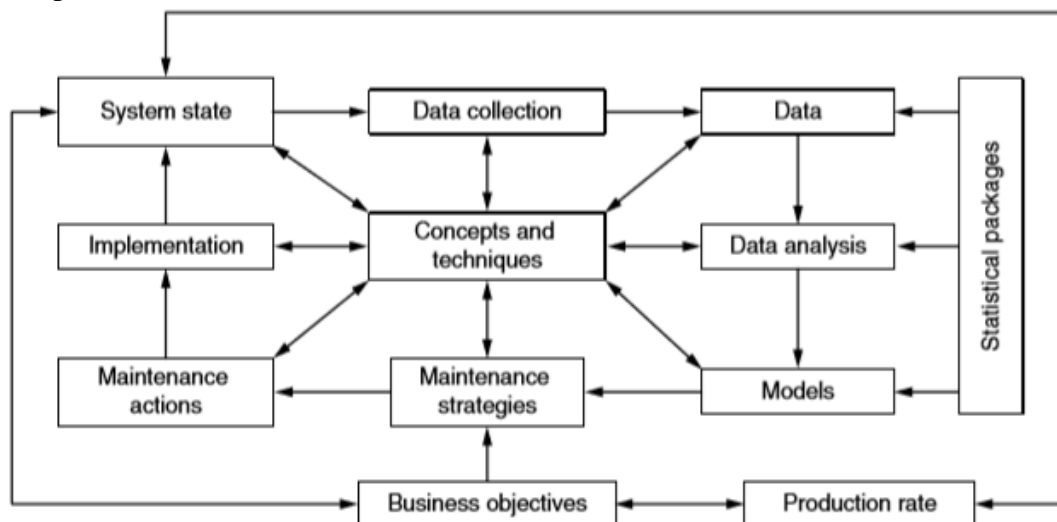 System state
Data collection
Data
Statistical packages
Implementation
Concepts and
techniques
Data analysis
Maintenance
actions
Maintenance
strategies
Models
Business objectives
Production rate